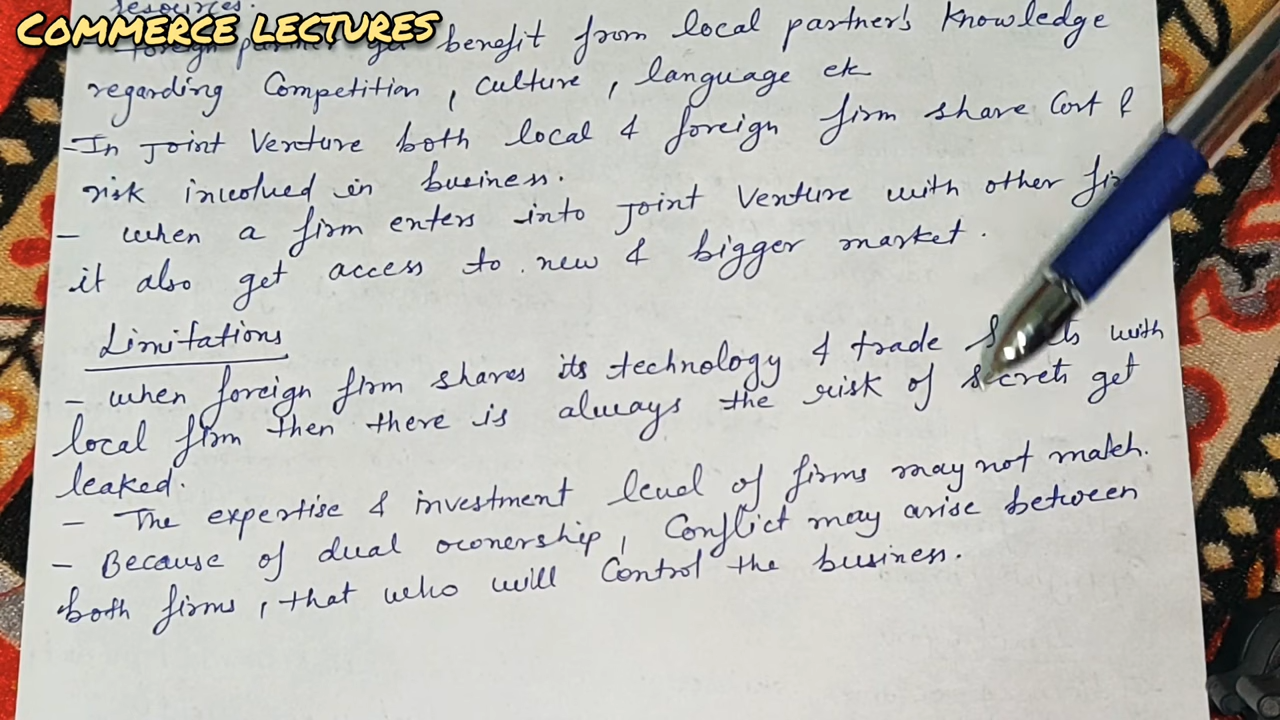 resources.
COMMERCE LECTURES
- Foreign partner get benefit from local partner's Knowledge
regarding Competition, Culture, language etc
- In Joint Venture both local & foreign firm share Cost &
risk involved in business.
- when a firm enters into Joint Venture with other
it also get access to new & bigger market.
Limitations
- when foreign firm shares its technology & trade with
local firm then there is always the risk of secrets get
leaked.
- The expertise & investment level of firms may not match.
- Because of dual ownership, Conflict may arise between
both firms, that who will Control the business.